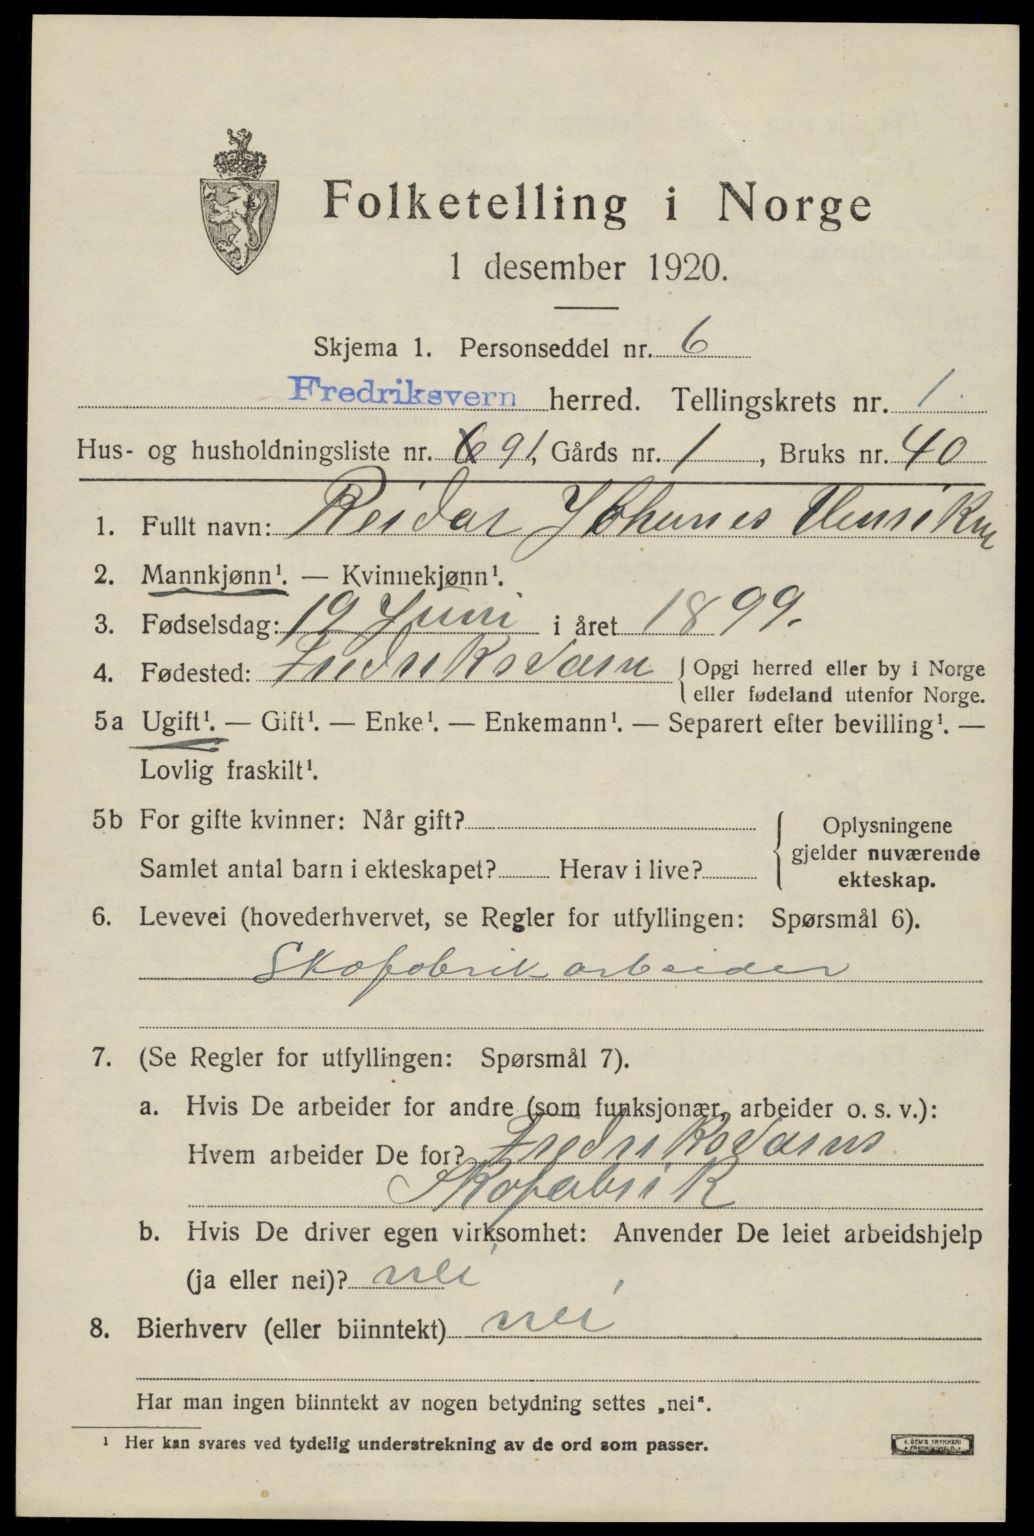 Folketelling i Norge
1 desember 1920.
Skjema 1. Personseddel nr. 6
Fredriksvern herred. Tellingskrets nr. 1
Hus- og husholdningsliste nr. 91, Gårds nr. 1, Bruks nr. 40
1. Fullt navn: Reidar Johanes Henriksen
2. Mannkjønn¹. — Kvinnekjønn¹.
3. Fødselsdag: 19 Juni i året 1899.
4. Fødested: Fredriksværn { Opgi herred eller by i Norge
eller fødeland utenfor Norge.
5a Ugift¹. — Gift¹. — Enke¹. — Enkemann¹. — Separert efter bevilling¹. —
Lovlig fraskilt¹.
5b For gifte kvinner: Når gift?
Samlet antal barn i ekteskapet? Herav i live?
Oplysningene
gjelder nuværende
ekteskap.
6. Levevei (hovederhvervet, se Regler for utfyllingen: Spørsmål 6).
Skofabrik arbeider
7. (Se Regler for utfyllingen: Spørsmål 7).
a. Hvis De arbeider for andre (som funksjonær, arbeider o. s. v.):
Hvem arbeider De for? Fredriksværns
Skofabrik
b. Hvis De driver egen virksomhet: Anvender De leiet arbeidshjelp
(ja eller nei)? nei
8. Bierhverv (eller biinntekt) nei
Har man ingen biinntekt av nogen betydning settes „nei".
¹ Her kan svares ved tydelig understrekning av de ord som passer.